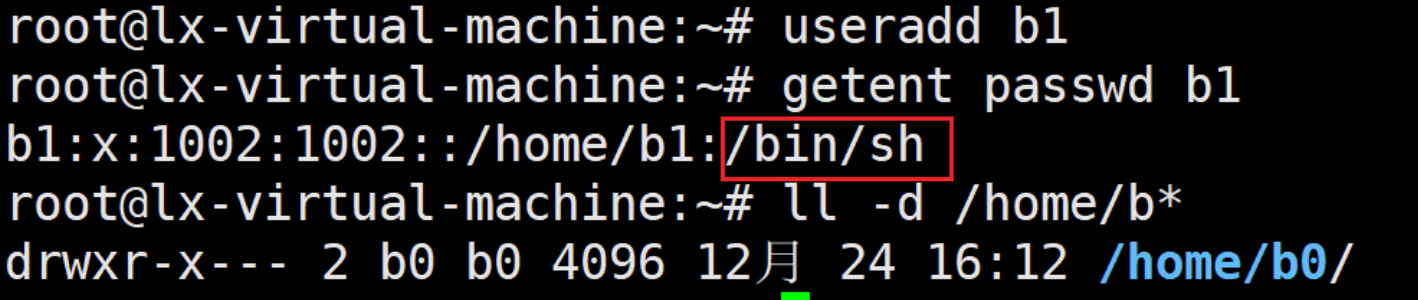 root@lx-virtual-machine:~# useradd b1
root@lx-virtual-machine:~# getent passwd b1
b1:x:1002:1002::/home/b1:/bin/sh
root@lx-virtual-machine:~# ll -d /home/b*
drwxr-x--- 2 b0 b0 4096 12月 24 16:12 /home/b0/